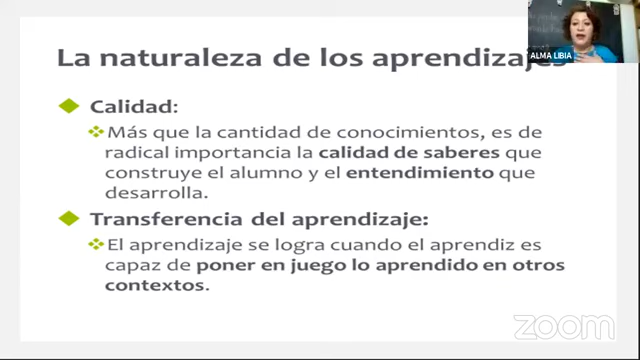 La naturaleza de los aprendizajes
ALMA LIBIA
Calidad:
Más que la cantidad de conocimientos, es de
radical importancia la calidad de saberes que
construye el alumno y el entendimiento que
desarrolla.
Transferencia del aprendizaje:
El aprendizaje se logra cuando el aprendiz es
capaz de poner en juego lo aprendido en otros
contextos.
zoom